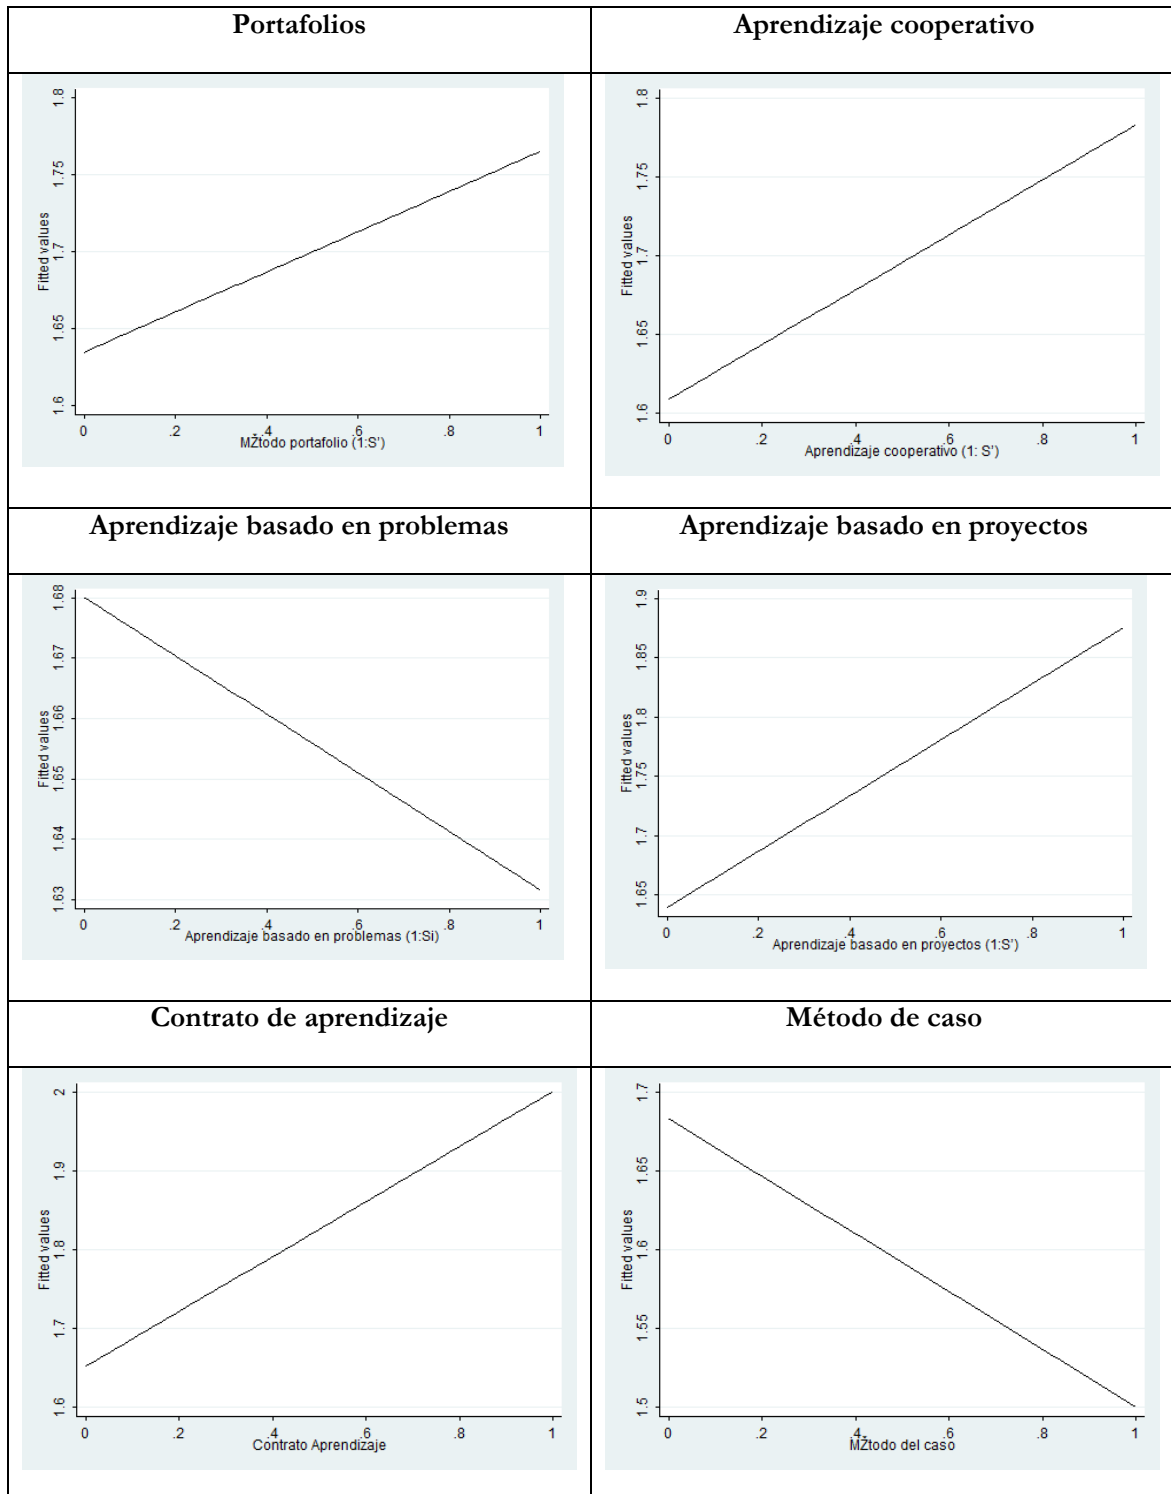 Portafolios
Aprendizaje cooperativo
Fitted values
1.8
1.75
1.7
1.65
1.6
0 .2 .4 .6 .8 1
MŽtodo portafolio (1:S’)
Fitted values
1.8
1.75
1.7
1.65
1.6
0 .2 .4 .6 .8 1
Aprendizaje cooperativo (1: S’)
Aprendizaje basado en problemas
Aprendizaje basado en proyectos
Fitted values
1.68
1.67
1.66
1.65
1.64
1.63
0 .2 .4 .6 .8 1
Aprendizaje basado en problemas (1:Si)
Fitted values
1.9
1.85
1.8
1.75
1.7
1.65
0 .2 .4 .6 .8 1
Aprendizaje basado en proyectos (1:S’)
Contrato de aprendizaje
Método de caso
Fitted values
2
1.9
1.8
1.7
1.6
0 .2 .4 .6 .8 1
Contrato Aprendizaje
Fitted values
1.7
1.65
1.6
1.55
1.5
0 .2 .4 .6 .8 1
MŽtodo del caso